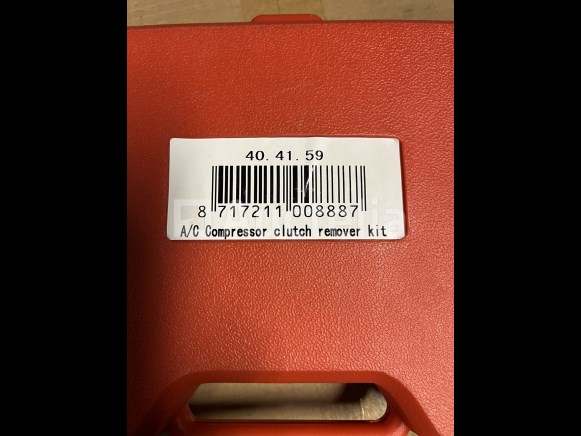 40. 41. 59
8 717211 008887
A/C Compressor clutch remover kit